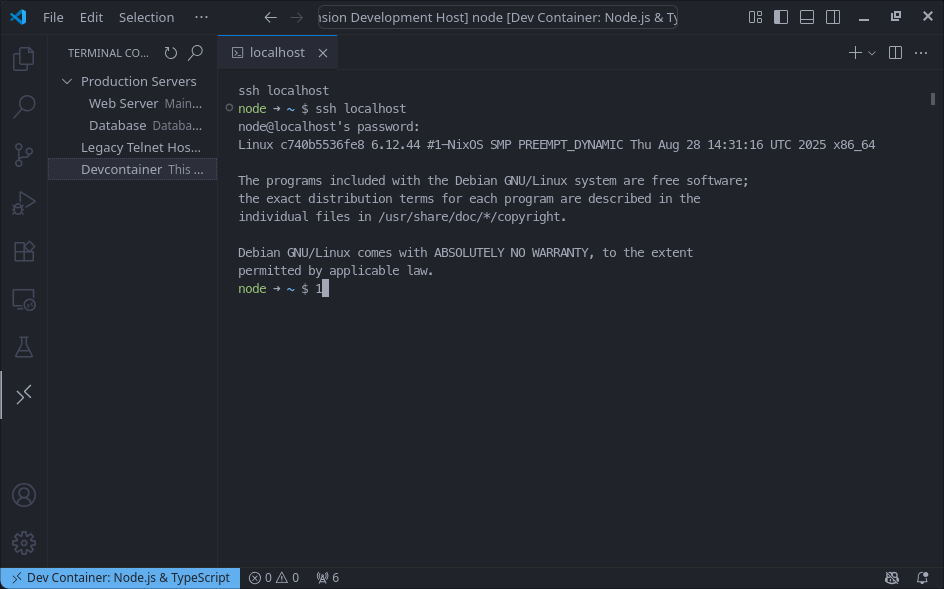 File Edit Selection ···
nsion Development Host] node [Dev Container: Node.js & Ty
TERMINAL CO...
Production Servers
Web Server Main...
Database Databa...
Legacy Telnet Hos...
Devcontainer This ...
localhost
ssh localhost
node ➜ ~ $ ssh localhost
node@localhost's password:
Linux c740b5536fe8 6.12.44 #1-NixOS SMP PREEMPT_DYNAMIC Thu Aug 28 14:31:16 UTC 2025 x86_64
The programs included with the Debian GNU/Linux system are free software;
the exact distribution terms for each program are described in the
individual files in /usr/share/doc/*/copyright.
Debian GNU/Linux comes with ABSOLUTELY NO WARRANTY, to the extent
permitted by applicable law.
node ➜ ~ $ 1
Dev Container: Node.js & TypeScript 0 0 6